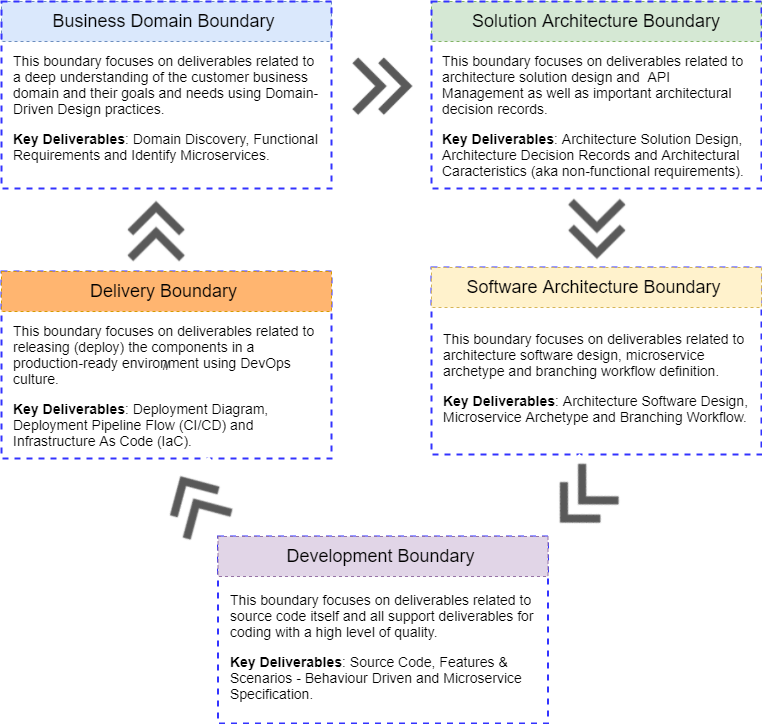 Business Domain Boundary
This boundary focuses on deliverables related to
a deep understanding of the customer business
domain and their goals and needs using Domain-
Driven Design practices.
Key Deliverables: Domain Discovery, Functional
Requirements and Identify Microservices.
Solution Architecture Boundary
This boundary focuses on deliverables related to
architecture solution design and  API
Management as well as important architectural
decision records.
Key Deliverables: Architecture Solution Design,
Architecture Decision Records and Architectural
Caracteristics (aka non-functional requirements).
Delivery Boundary
This boundary focuses on deliverables related to
releasing (deploy) the components in a
production-ready environment using DevOps
culture.
Key Deliverables: Deployment Diagram,
Deployment Pipeline Flow (CI/CD) and
Infrastructure As Code (IaC).
Software Architecture Boundary
This boundary focuses on deliverables related to
architecture software design, microservice
archetype and branching workflow definition.
Key Deliverables: Architecture Software Design,
Microservice Archetype and Branching Workflow.
Development Boundary
This boundary focuses on deliverables related to
source code itself and all support deliverables for
coding with a high level of quality.
Key Deliverables: Source Code, Features &
Scenarios - Behaviour Driven and Microservice
Specification.